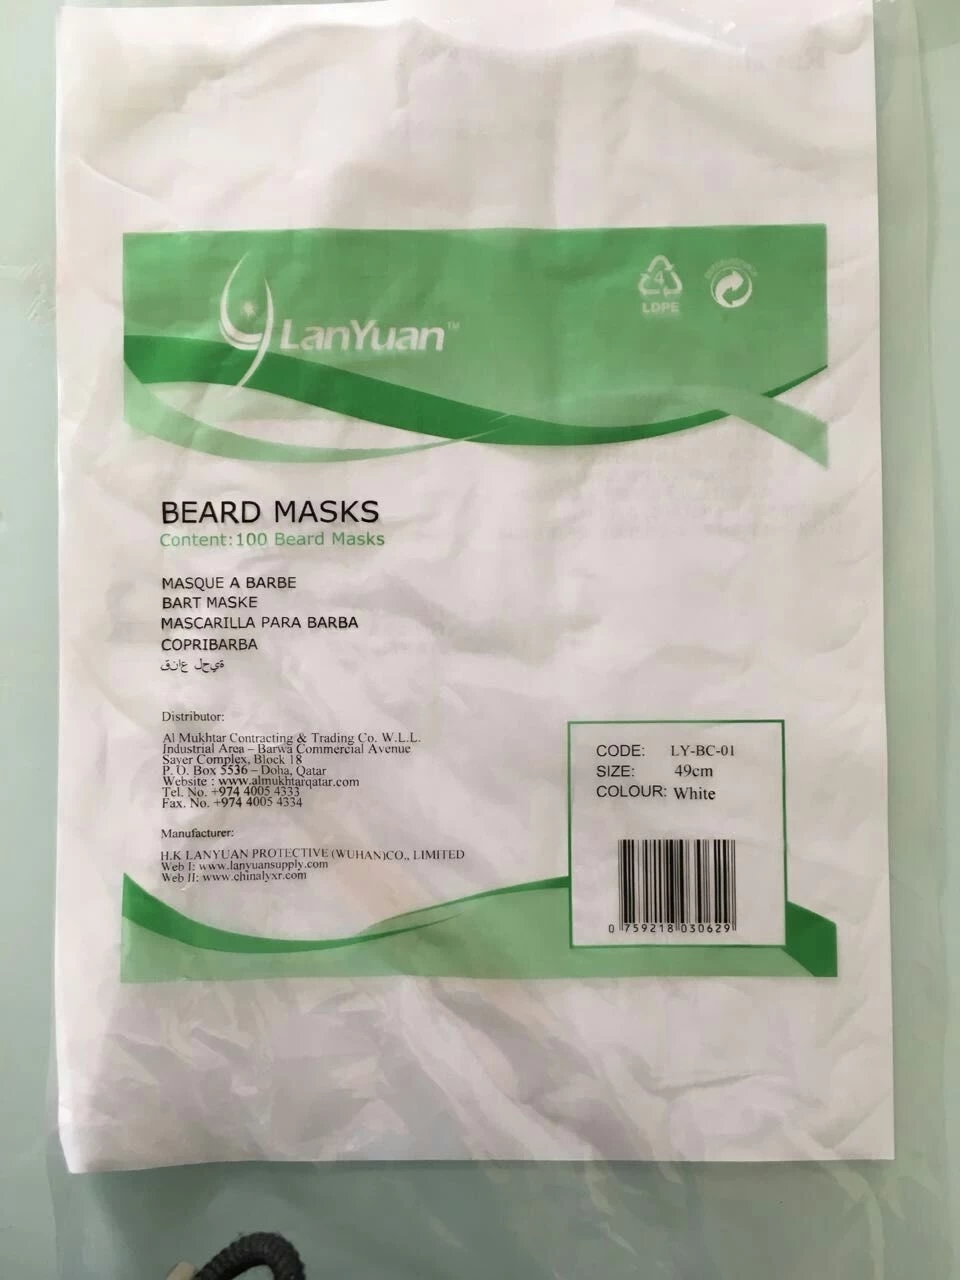 LanYuan™
4
LDPE
BEARD MASKS
Content:100 Beard Masks
MASQUE A BARBE
BART MASKE
MASCARILLA PARA BARBA
COPRIBARBA
قناع لحية
Distributor:
Al Mukhtar Contracting & Trading Co. W.L.L.
Industrial Area – Barwa Commercial Avenue
Sayer Complex, Block 18
P. O. Box 5536 – Doha, Qatar
Website : www.almukhtarqatar.com
Tel. No. +974 4005 4333
Fax. No. +974 4005 4334
Manufacturer:
H.K LANYUAN PROTECTIVE (WUHAN)CO., LIMITED
Web I: www.lanyuansupply.com
Web II: www.chinalyxr.com
CODE: LY-BC-01
SIZE: 49cm
COLOUR: White
0 759218 030629